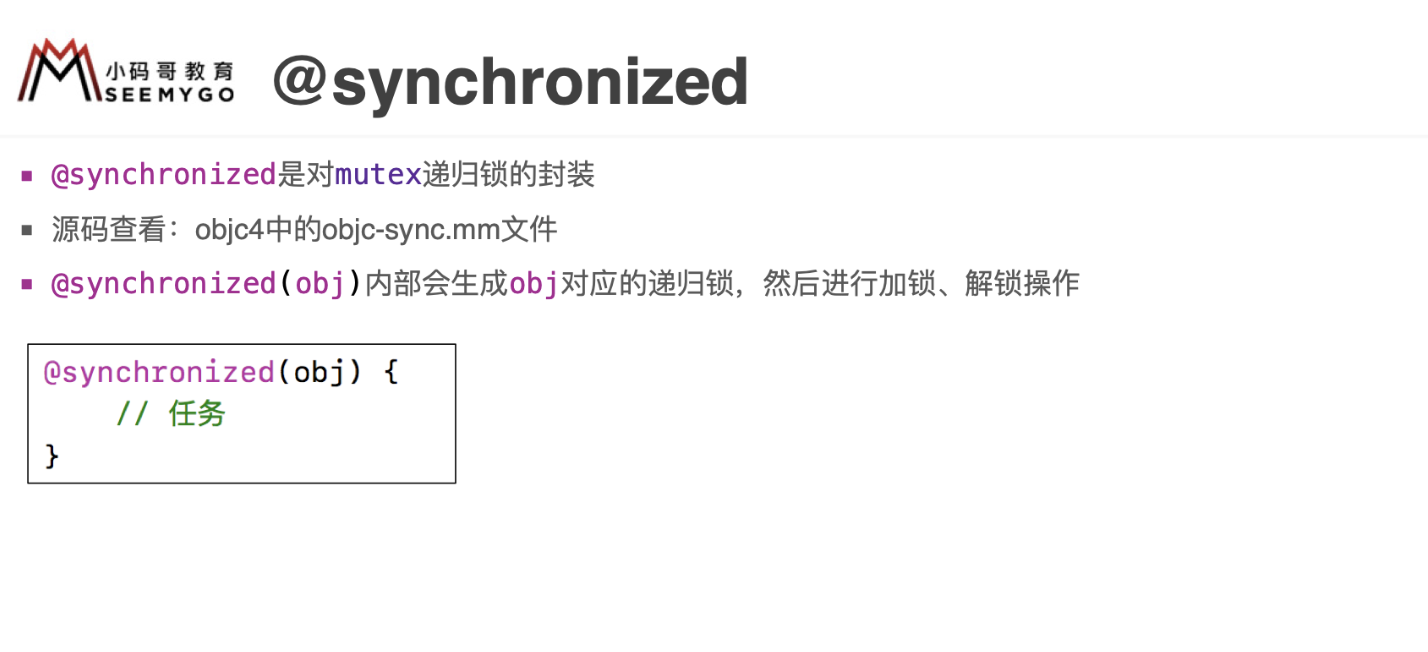 小码哥教育
SEEMYGO
@synchronized
@synchronized是对mutex递归锁的封装
源码查看：objc4中的objc-sync.mm文件
@synchronized(obj)内部会生成obj对应的递归锁，然后进行加锁、解锁操作
@synchronized(obj) {
// 任务
}